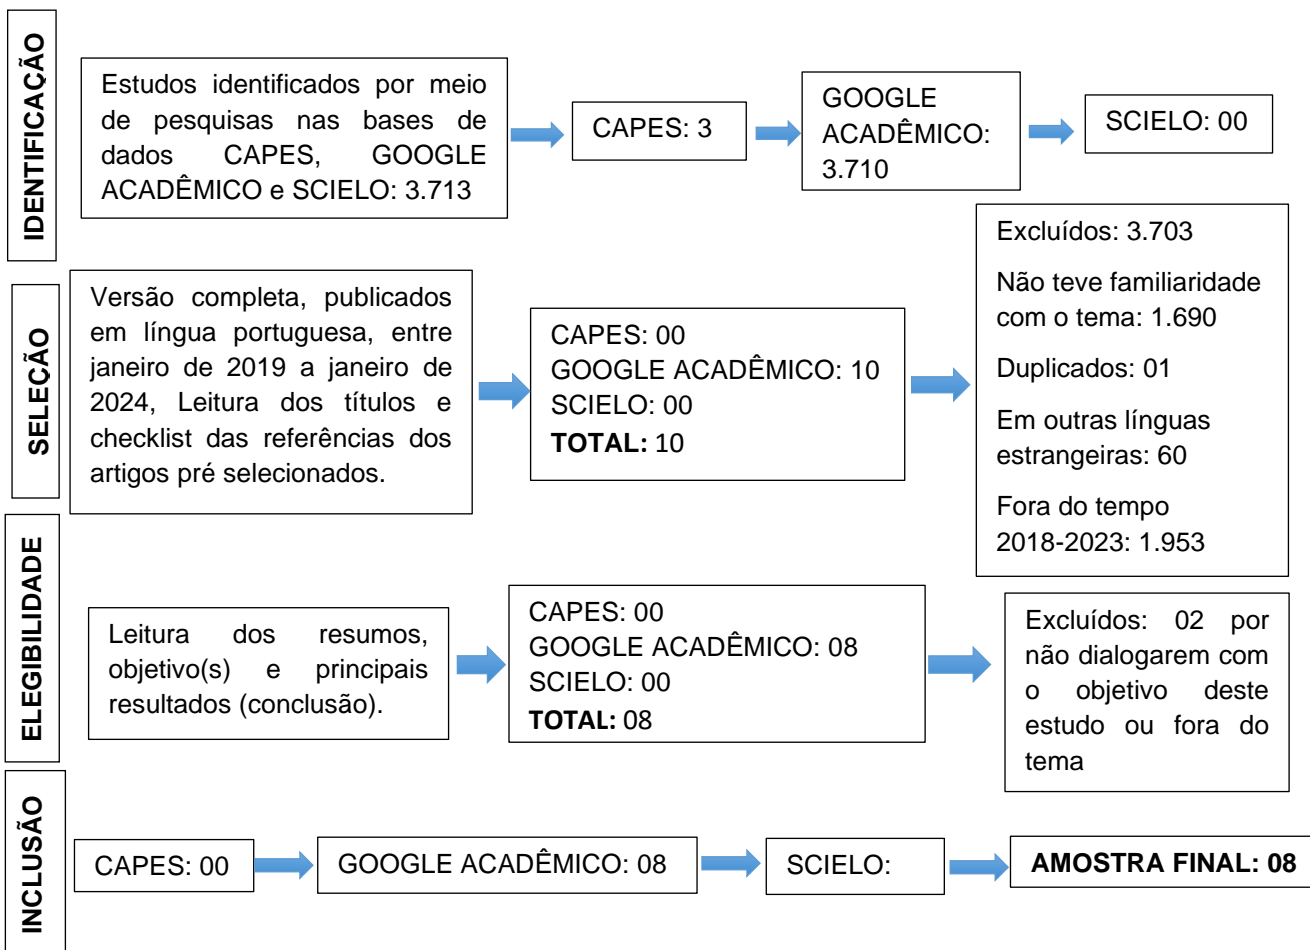 IDENTIFICAÇÃO
Estudos identificados por meio
de pesquisas nas bases de
dados CAPES, GOOGLE
ACADÊMICO e SCIELO: 3.713
CAPES: 3
GOOGLE
ACADÊMICO:
3.710
SCIELO: 00
SELEÇÃO
Versão completa, publicados
em língua portuguesa, entre
janeiro de 2019 a janeiro de
2024, Leitura dos títulos e
checklist das referências dos
artigos pré selecionados.
CAPES: 00
GOOGLE ACADÊMICO: 10
SCIELO: 00
TOTAL: 10
Excluídos: 3.703
Não teve familiaridade
com o tema: 1.690
Duplicados: 01
Em outras línguas
estrangeiras: 60
Fora do tempo
2018-2023: 1.953
ELEGIBILIDADE
Leitura dos resumos,
objetivo(s) e principais
resultados (conclusão).
CAPES: 00
GOOGLE ACADÊMICO: 08
SCIELO: 00
TOTAL: 08
Excluídos: 02 por
não dialogarem com
o objetivo deste
estudo ou fora do
tema
INCLUSÃO
CAPES: 00
GOOGLE ACADÊMICO: 08
SCIELO:
AMOSTRA FINAL: 08